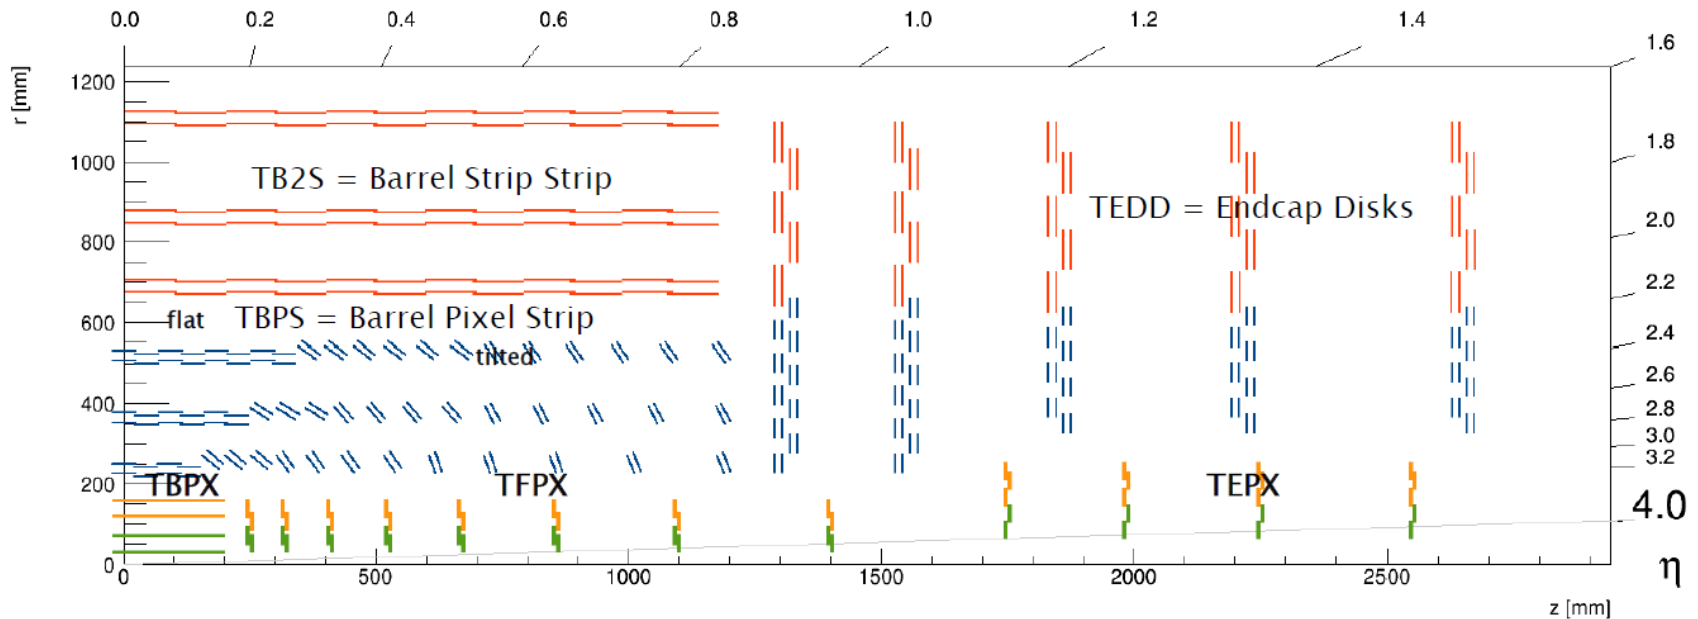 0.0 0.2 0.4 0.6 0.8 1.0 1.2 1.4
1.6
r [mm]
1200
1000
800
600
400
200
0
TB2S = Barrel Strip Strip
TEDD = Endcap Disks
flat
TBPS = Barrel Pixel Strip
tilted
TBPX
TFPX
TEPX
1.8
2.0
2.2
2.4
2.6
2.8
3.0
3.2
4.0
η
0 500 1000 1500 2000 2500
z [mm]